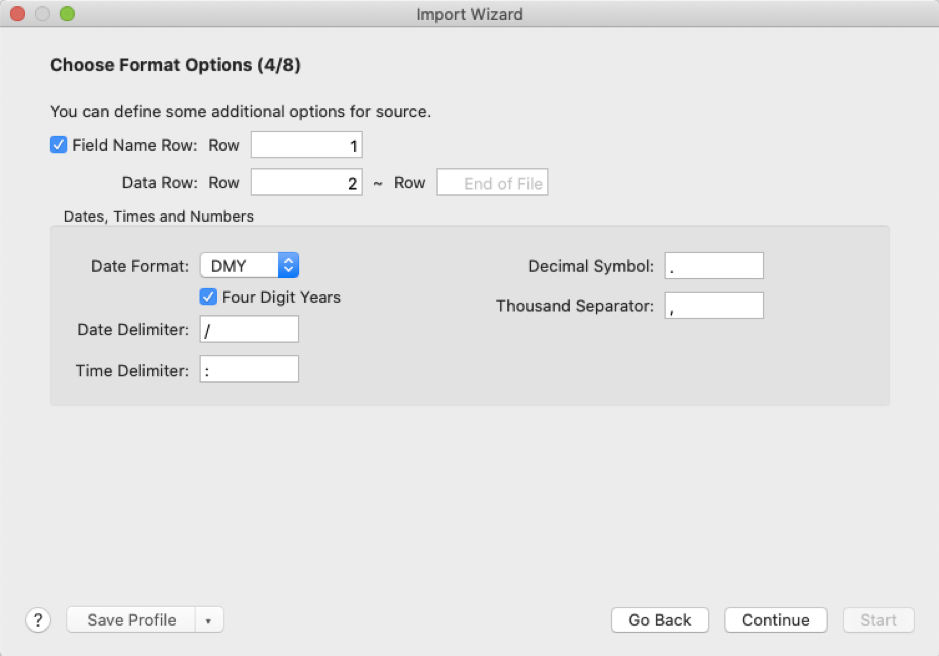 Import Wizard
Choose Format Options (4/8)
You can define some additional options for source.
Field Name Row: Row 1
Data Row: Row 2 ~ Row End of File
Dates, Times and Numbers
Date Format: DMY Decimal Symbol: .
Four Digit Years
Thousand Separator: ,
Date Delimiter: /
Time Delimiter: :
? Save Profile Go Back Continue Start